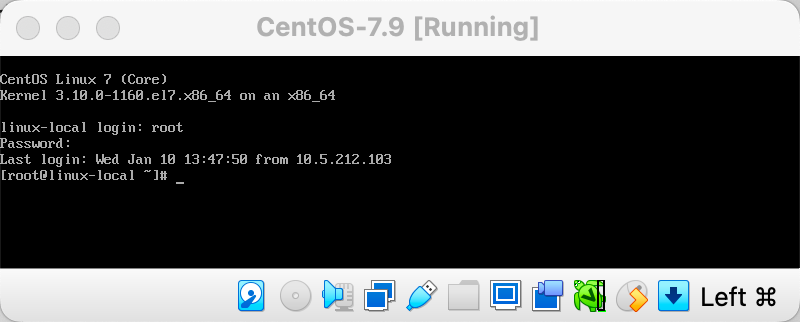 CentOS-7.9 [Running]
CentOS Linux 7 (Core)
Kernel 3.10.0-1160.el7.x86_64 on an x86_64
linux-local login: root
Password:
Last login: Wed Jan 10 13:47:50 from 10.5.212.103
[root@linux-local ~]# _
Left ⌘